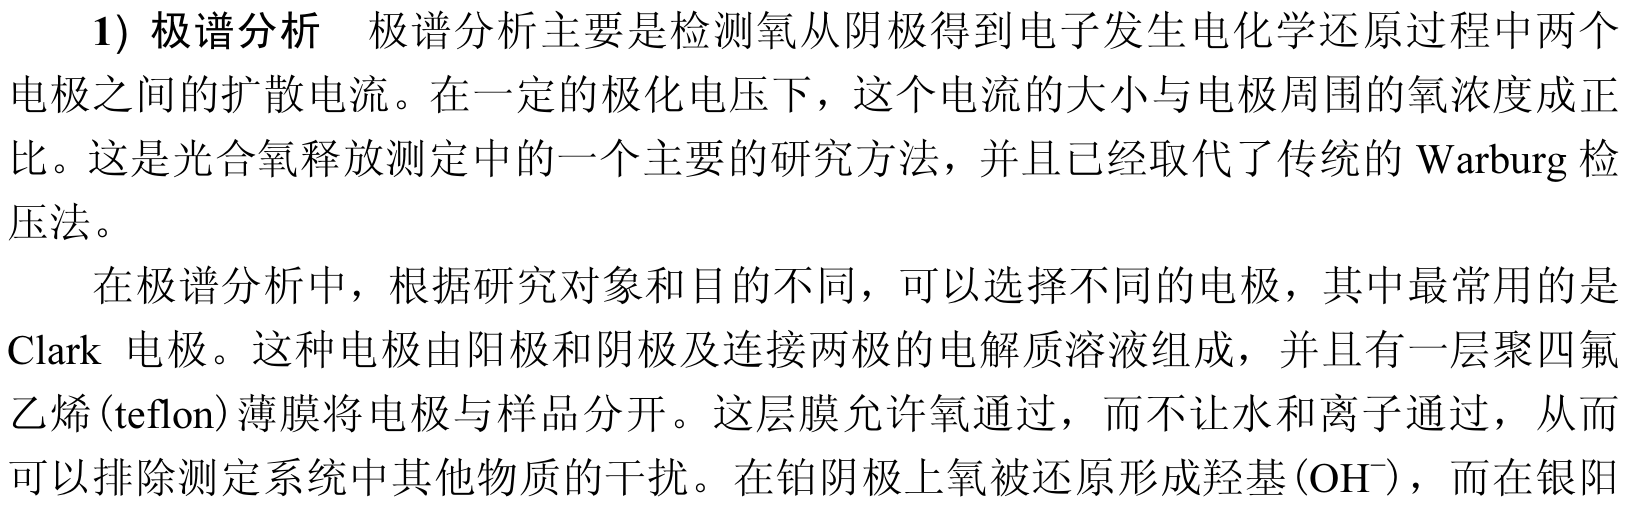 1) 极谱分析 极谱分析主要是检测氧从阴极得到电子发生电化学还原过程中两个
电极之间的扩散电流。在一定的极化电压下，这个电流的大小与电极周围的氧浓度成正
比。这是光合氧释放测定中的一个主要的研究方法，并且已经取代了传统的 Warburg 检
压法。
在极谱分析中，根据研究对象和目的不同，可以选择不同的电极，其中最常用的是
Clark 电极。这种电极由阳极和阴极及连接两极的电解质溶液组成，并且有一层聚四氟
乙烯(teflon)薄膜将电极与样品分开。这层膜允许氧通过，而不让水和离子通过，从而
可以排除测定系统中其他物质的干扰。在铂阴极上氧被还原形成羟基(OH⁻)，而在银阳